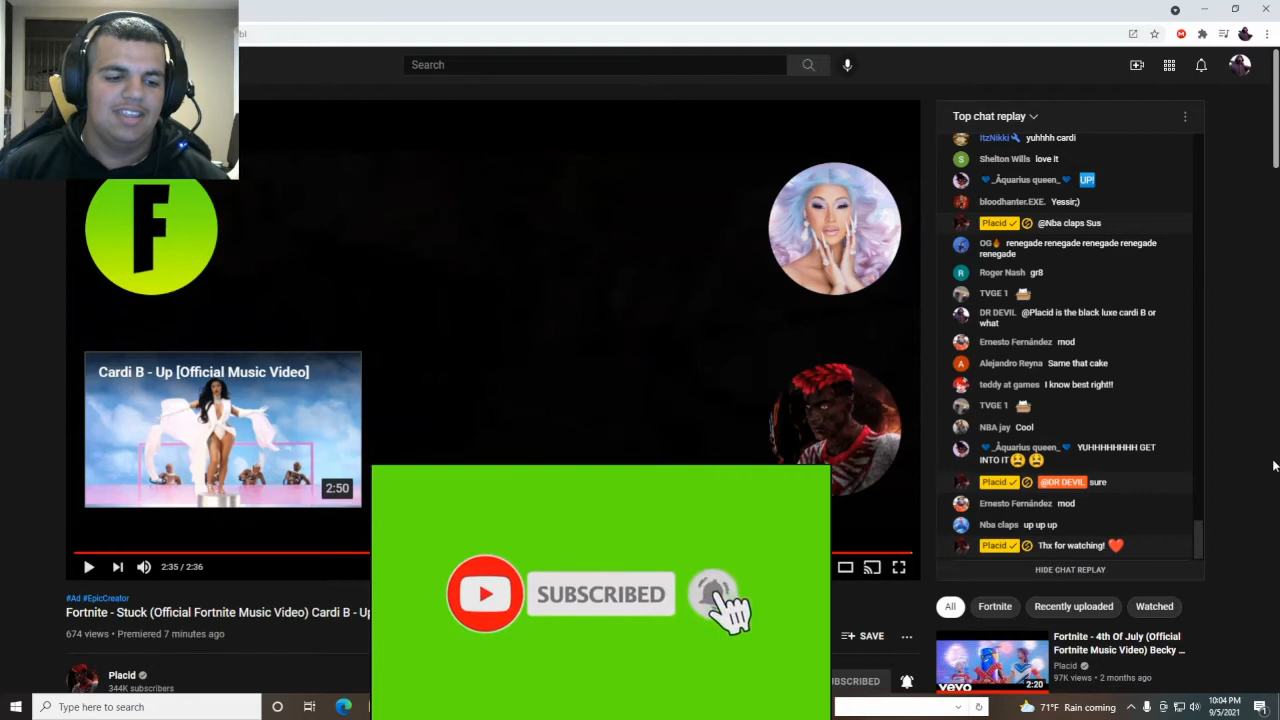 Search
Top chat replay
ItzNikki yuhhhh cardi
Shelton Wills love It
_Åquarius queen_ UP!
bloodhanter.EXE. Yessir;)
Placid @Nba claps Sus
OG🔥 renegade renegade renegade renegade
renegade
Roger Nash gr8
TVGE 1
DR DEVIL @Placid is the black luxe cardi B or
what
Ernesto Fernández mod
Alejandro Reyna Same that cake
teddy at games I know best right!!!
TVGE 1
NBA jay Cool
_Åquarius queen_ YUHHHHHHHH GET
INTO IT
Placid @DR DEVIL sure
Ernesto Fernández mod
Nba claps up up up
Placid Thx for watching!
HIDE CHAT REPLAY
F
Cardi B - Up [Official Music Video]
2:50
2:35 / 2:36
SUBSCRIBED
#Ad #EpicCreator
Fortnite - Stuck (Official Fortnite Music Video) Cardi B - Up
674 views • Premiered 7 minutes ago
SAVE
Placid
344K subscribers
UBSCRIBED
All Fortnite Recently uploaded Watched
Fortnite - 4th Of July (Official
Fortnite Music Video) Becky ...
Placid
97K views • 2 months ago
vevo
2:20
Type here to search
71°F Raining coming
10:04 PM
9/5/2021